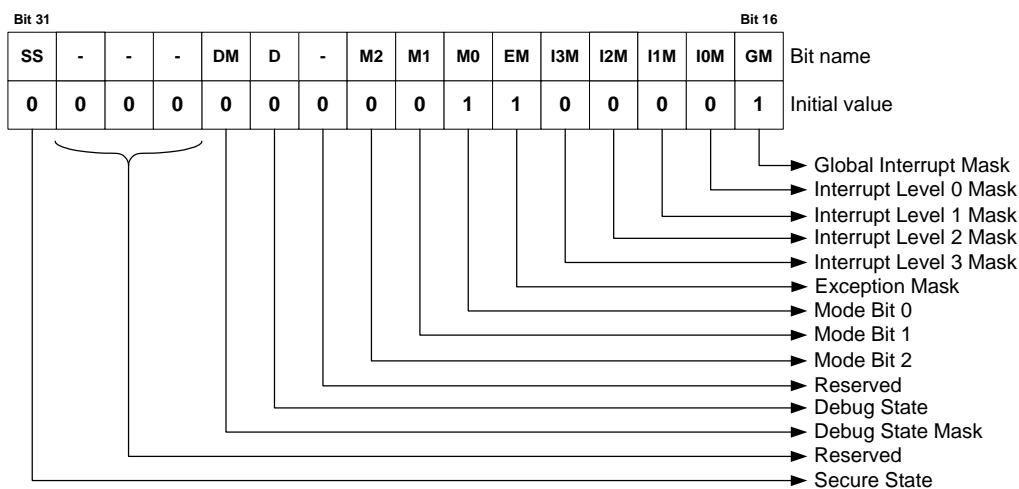 Bit 31 Bit 16
SS - - - DM D - M2 M1 M0 EM I3M I2M I1M I0M GM Bit name
0 0 0 0 0 0 0 0 0 1 1 0 0 0 0 1 Initial value
Global Interrupt Mask
Interrupt Level 0 Mask
Interrupt Level 1 Mask
Interrupt Level 2 Mask
Interrupt Level 3 Mask
Exception Mask
Mode Bit 0
Mode Bit 1
Mode Bit 2
Reserved
Debug State
Debug State Mask
Reserved
Secure State